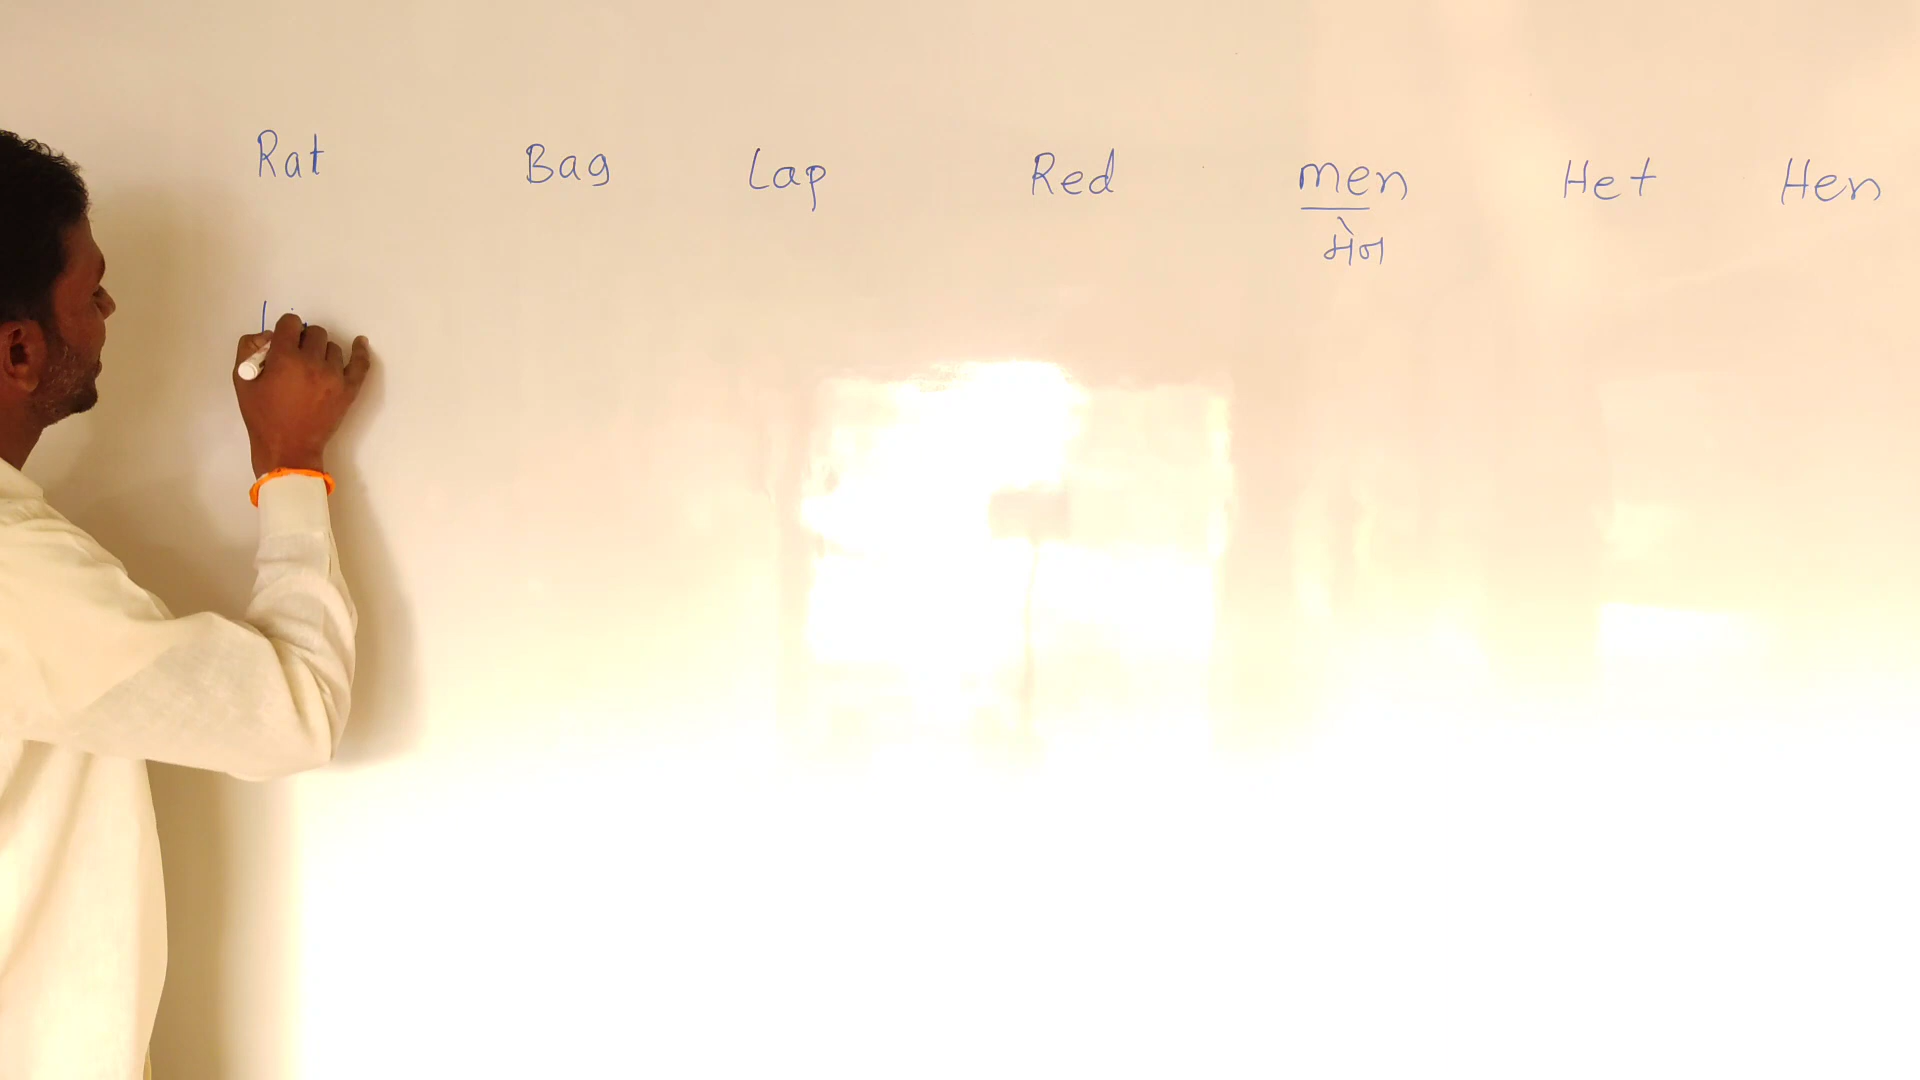 Rat Bag Lap Red men Het Hen
મેન